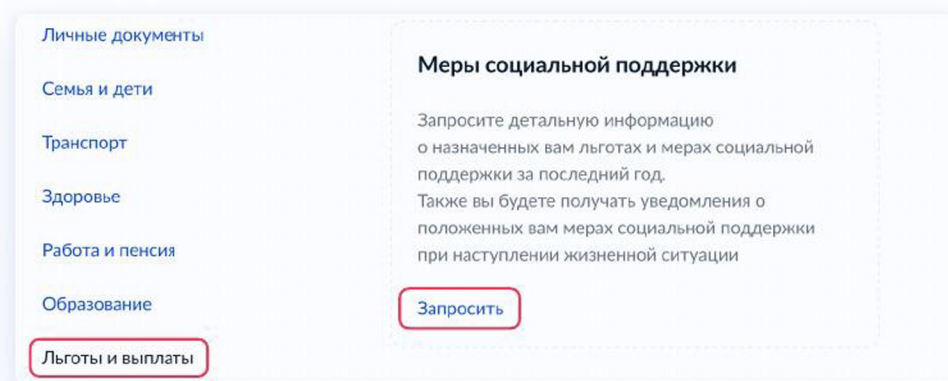 Личные документы
Семья и дети
Транспорт
Здоровье
Работа и пенсия
Образование
Льготы и выплаты
Меры социальной поддержки
Запросите детальную информацию
о назначенных вам льготах и мерах социальной
поддержки за последний год.
Также вы будете получать уведомления о
положенных вам мерах социальной поддержки
при наступлении жизненной ситуации
Запросить